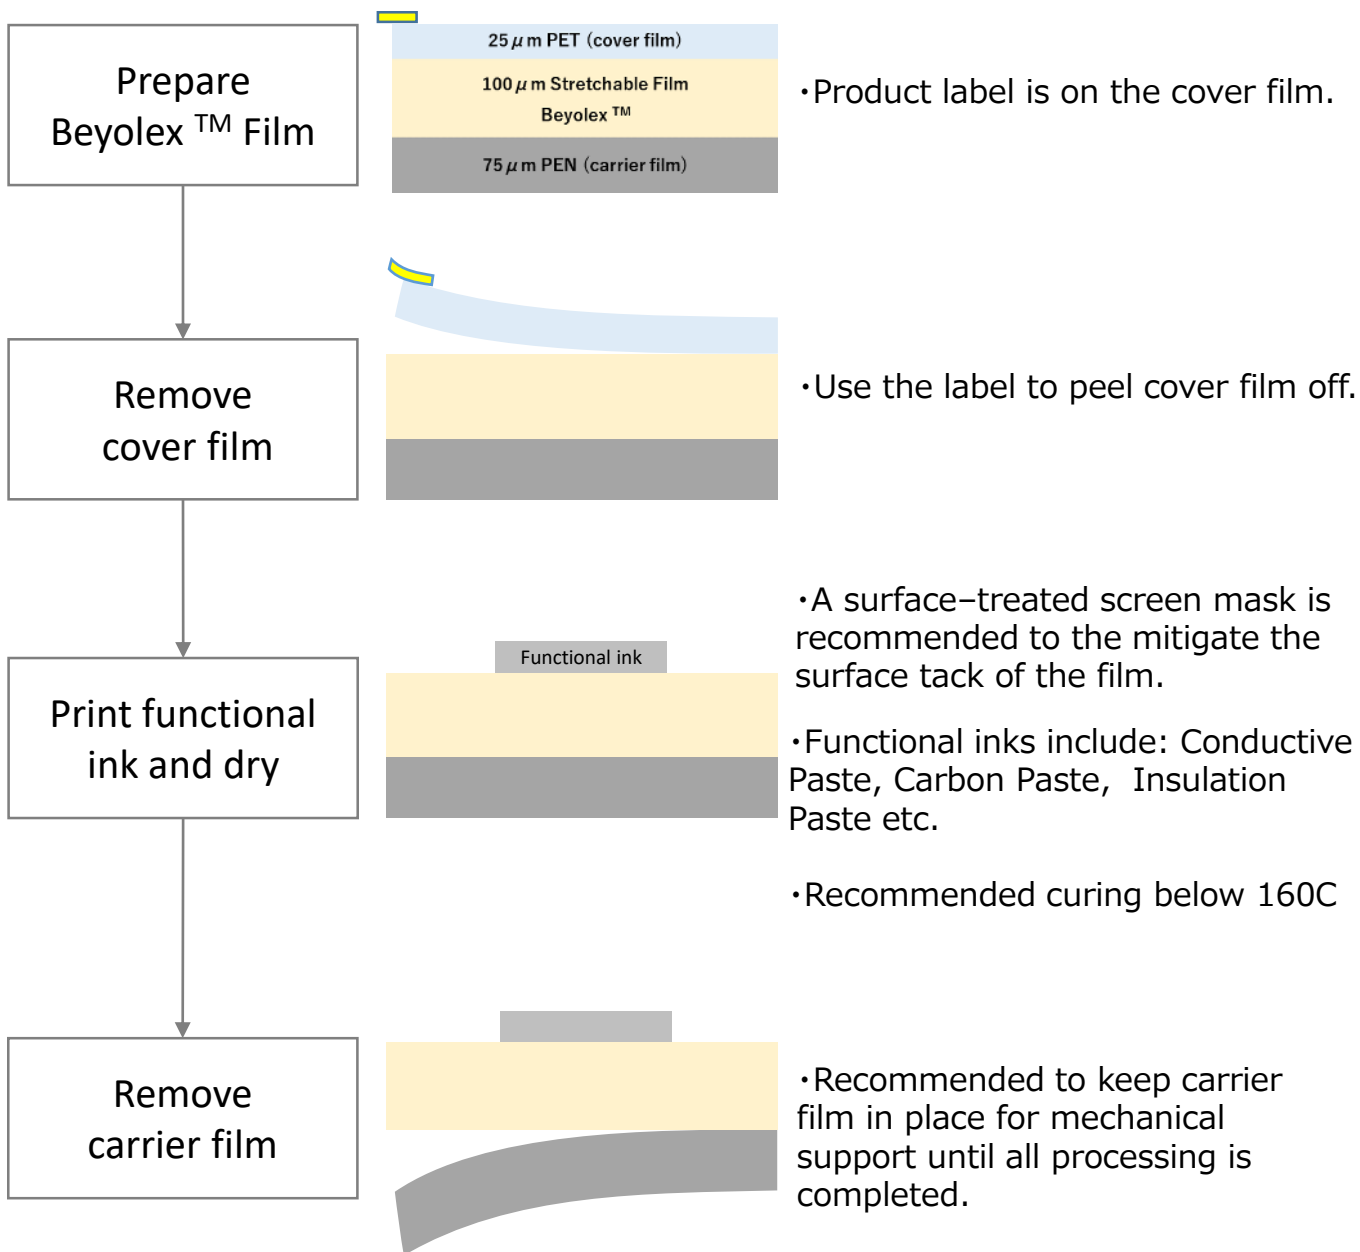 Prepare
Beyolex ™ Film
25μm PET (cover film)
100μm Stretchable Film
Beyolex ™
75μm PEN (carrier film)
・Product label is on the cover film.
Remove
cover film
・Use the label to peel cover film off.
Print functional
ink and dry
Functional ink
・A surface–treated screen mask is
recommended to the mitigate the
surface tack of the film.
・Functional inks include: Conductive
Paste, Carbon Paste, Insulation
Paste etc.
・Recommended curing below 160C
Remove
carrier film
・Recommended to keep carrier
film in place for mechanical
support until all processing is
completed.